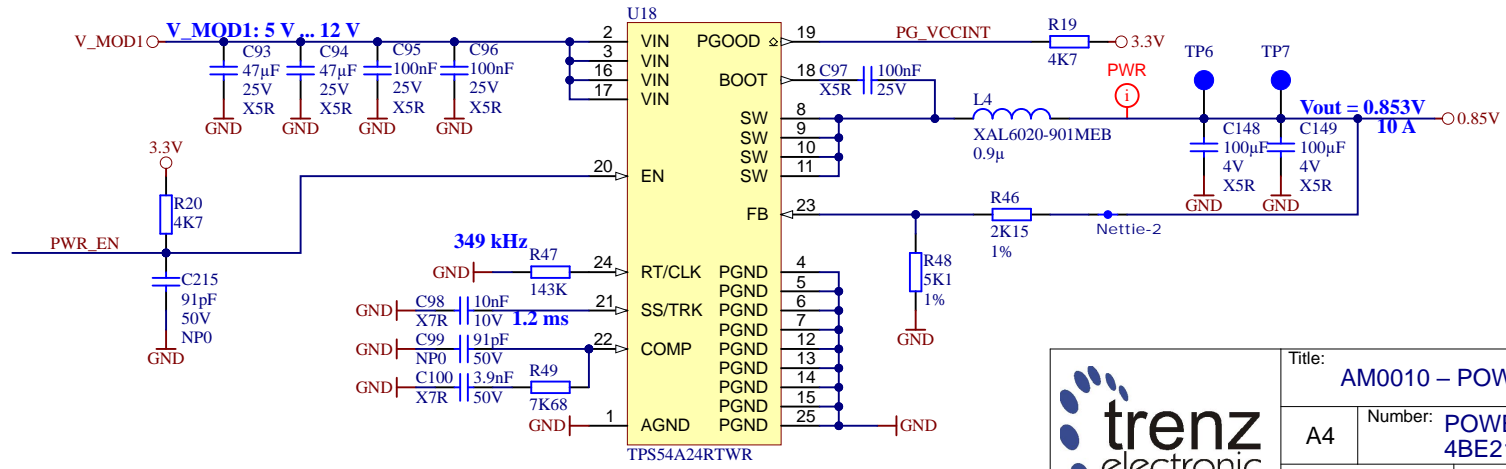 U18
V_MOD1
V_MOD1: 5 V ... 12 V
C93
47µF
25V
X5R
GND
C94
47µF
25V
X5R
GND
C95
100nF
25V
X5R
GND
C96
100nF
25V
X5R
GND
2 VIN
3 VIN
16 VIN
17 VIN
PGOOD 19
PG_VCCINT
R19
4K7
3.3V
BOOT 18
C97
X5R
100nF
25V
SW 8
SW 9
SW 10
SW 11
L4
XAL6020-901MEB
0.9µ
PWR
i
TP6
TP7
Vout = 0.853V
10 A
0.85V
C148
100µF
4V
X5R
GND
C149
100µF
4V
X5R
GND
3.3V
R20
4K7
PWR_EN
C215
91pF
50V
NP0
GND
20 EN
FB 23
R46
2K15
1%
Nettie-2
R48
5K1
1%
GND
349 kHz
GND
R47
143K
24 RT/CLK
GND
C98
X7R
10nF
10V
1.2 ms
21 SS/TRK
GND
C99
NP0
91pF
50V
22 COMP
GND
C100
X7R
3.9nF
50V
R49
7K68
GND
1 AGND
PGND 4
PGND 5
PGND 6
PGND 7
PGND 12
PGND 13
PGND 14
PGND 15
PGND 25
GND
TPS54A24RTWR
trenz
electronic
Title:
AM0010 – POW
A4
Number:
POWE
4BE2